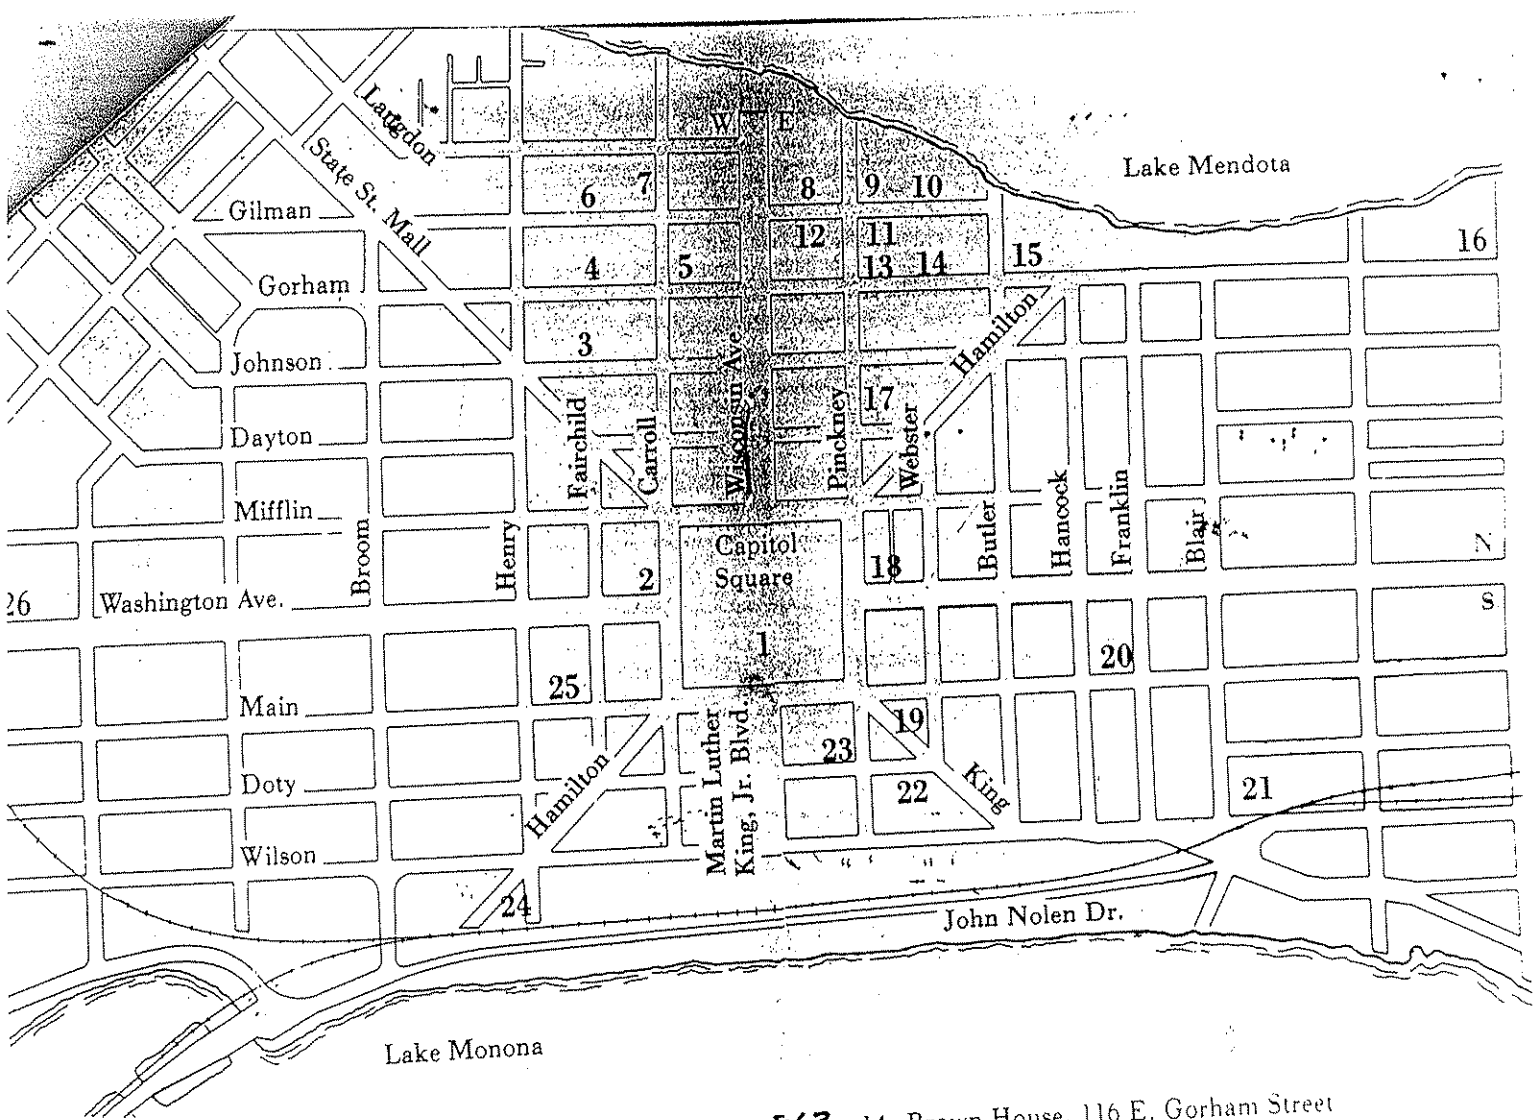 Lake Mendota
W E
Langdon
State St. Mall
Gilman
Gorham
Johnson
Dayton
Mifflin
Washington Ave.
Main
Doty
Wilson
Broom
Henry
Fairchild
Carroll
Wisconsin Ave
Pinckney
Webster
Hamilton
Butler
Hancock
Franklin
Blair
Capitol
Square
N
S
Hamilton
Martin Luther
King, Jr. Blvd.
King
John Nolen Dr.
Lake Monona
6
7
8
9
10
4
5
12
11
13
14
15
16
3
17
2
18
26
1
20
25
19
23
22
21
24
Brown House, 116 E. Gorham Street